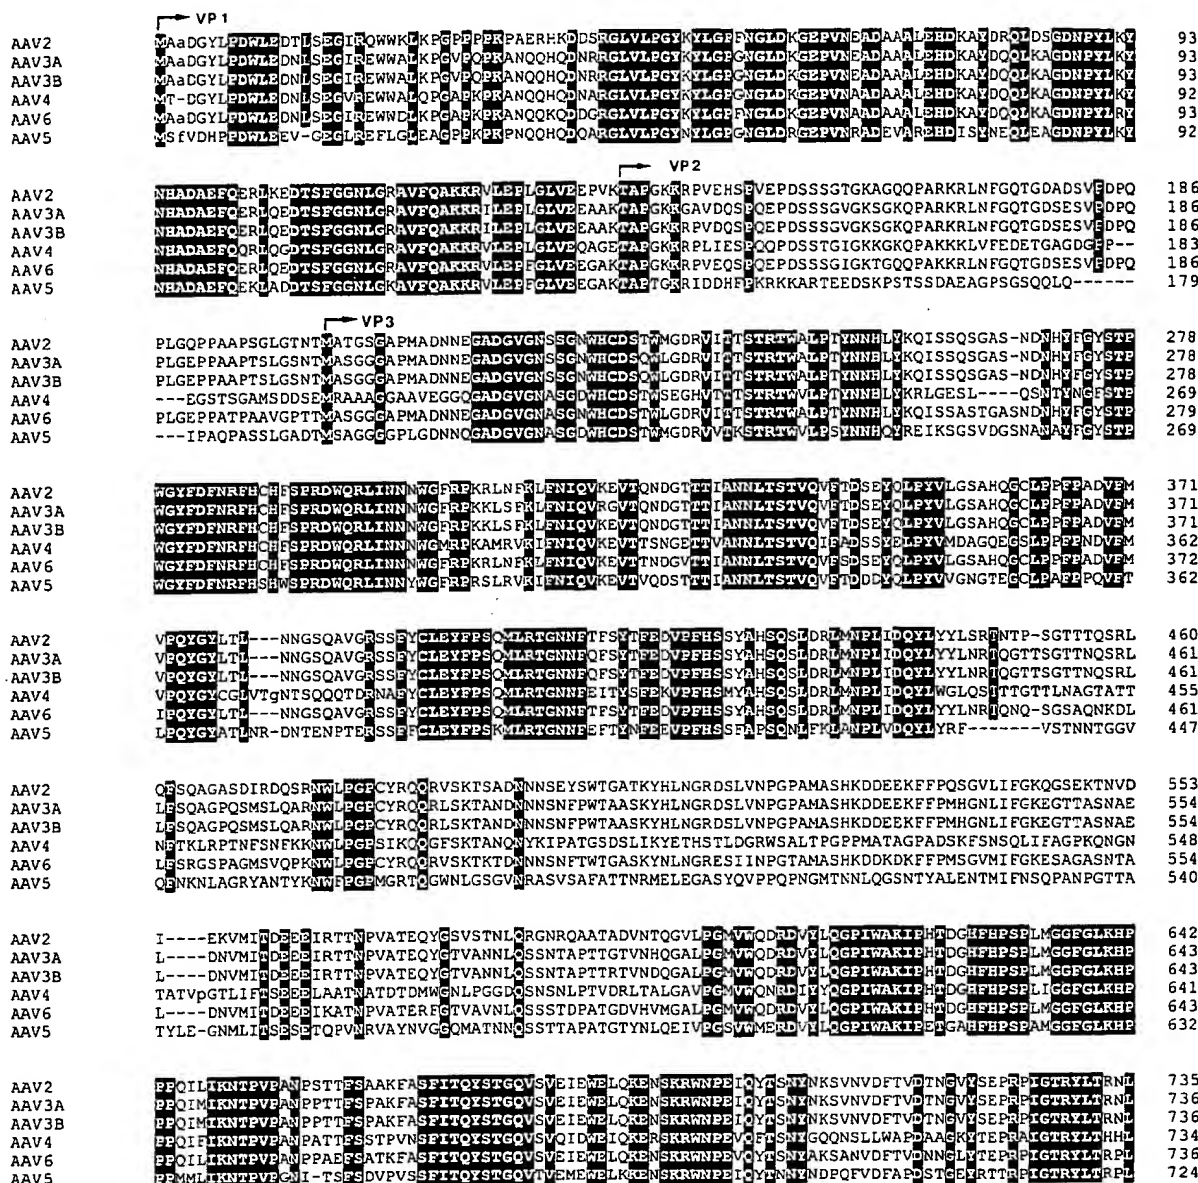 VP1
AAV2 MAaDGYLPDWLEDTLSEGIRQWWKLKPGPPPPKPAERHKDDSRGLVLPGYKYLGPFNGLDKGEPVNEADAAALEHDKAYDRQLDSGDNPYLKY 93
AAV3A MAaDGYLPDWLEDNLSEGIREWWALKPGVPQPKANQQHQDNRRGLVLPGYKYLGPGNGLDKGEPVNEADAAALEHDKAYDQQLKAGDNPYLKY 93
AAV3B MAaDGYLPDWLEDNLSEGIREWWALKPGVPQPKANQQHQDNRRGLVLPGYKYLGPGNGLDKGEPVNEADAAALEHDKAYDQQLKAGDNPYLKY 93
AAV4 MT-DGYLPDWLEDNLSEGVREWWALQPGAPKPKANQQHQDNARGLVLPGYKYLGPGNGLDKGEPVNAADAAALEHDKAYDQQLKAGDNPYLKY 92
AAV6 MAaDGYLPDWLEDNLSEGIREWWDLKPGAPKPKANQQKQDDGRGLVLPGYKYLGPFNGLDKGEPVNAADAAALEHDKAYDQQLKAGDNPYLRY 93
AAV5 MSfVDHPPDWLEEV-GEGLREFLGLEAGPPKPKPNQQHQDQARGLVLPGYNYLGPGNGLDRGEPVNRADEVAREHDISYNEQLEAGDNPYLKY 92
VP2
AAV2 NHADAEFQERLKEDTSFGGNLGRAVFQAKKRVLEPLGLVEEPVKTAPGKKRPVEHSPVEPDSSSGTGKAGQQPARKRLNFGQTGDADSVPDPQ 186
AAV3A NHADAEFQERLQEDTSFGGNLGRAVFQAKKRILEPLGLVEEAAKTAPGKKGAVDQSPQEPDSSSGVGKSGKQPARKRLNFGQTGDSESVPDPQ 186
AAV3B NHADAEFQERLQEDTSFGGNLGRAVFQAKKRILEPLGLVEEAAKTAPGKKRPVDQSPQEPDSSSGVGKSGKQPARKRLNFGQTGDSESVPDPQ 186
AAV4 NHADAEFQQRLQGDTSFGGNLGRAVFQAKKRVLEPLGLVEQAGETAPGKKRPLIESPQQPDSSTGIGKKGKQPAKKKLVFEDETGAGDGPP-- 183
AAV6 NHADAEFQERLQEDTSFGGNLGRAVFQAKKRVLEPFGLVEEGAKTAPGKKRPVEQSPQEPDSSSGIGKTGQQPAKKRLNFGQTGDSESVPDPQ 186
AAV5 NHADAEFQEKLADDTSFGGNLGKAVFQAKKRVLEPFGLVEEGAKTAPTGKRIDDHFPKRKKARTEEDSKPSTSSDAEAGPSGSQQLQ------ 179
VP3
AAV2 PLGQPPAAPSGLGTNTMATGSGAPMADNNEGADGVGNSSGNWHCDSTWMGDRVITTSTRTWALPTYNNHLYKQISSQSGAS-NDNHYFGYSTP 278
AAV3A PLGEPPAAPTSLGSNTMASGGGAPMADNNEGADGVGNSSGNWHCDSQWLGDRVITTSTRTWALPTYNNHLYKQISSQSGAS-NDNHYFGYSTP 278
AAV3B PLGEPPAAPTSLGSNTMASGGGAPMADNNEGADGVGNSSGNWHCDSQWLGDRVITTSTRTWALPTYNNHLYKQISSQSGAS-NDNHYFGYSTP 278
AAV4 ---EGSTSGAMSDDSEMRAAAGGAAVEGGQGADGVGNASGDWHCDSTWSEGHVTTTSTRTWVLPTYNNHLYKRLGESL---QSNTYNGFSTP 269
AAV6 PLGEPPATPAAVGPTTMASGGGAPMADNNEGADGVGNASGNWHCDSTWLGDRVITTSTRTWALPTYNNHLYKQISSASTGASNDNHYFGYSTP 279
AAV5 ---IPAQPASSLGADTMSAGGGGPLGDNNQGADGVGNASGDWHCDSTWMGDRVVTKSTRTWVLPSYNNHQYREIKSGSVDGSNANAYFGYSTP 269
AAV2 WGYFDFNRFHCHFSPRDWQRLINNNWGFRPKRLNFKLFNIQVKEVTQNDGTTTIANNLTSTVQVFTDSEYQLPYVLGSAHQGCLPPFPADVFM 371
AAV3A WGYFDFNRFHCHFSPRDWQRLINNNWGFRPKKLSFKLFNIQVRGVTQNDGTTTIANNLTSTVQVFTDSEYQLPYVLGSAHQGCLPPFPADVFM 371
AAV3B WGYFDFNRFHCHFSPRDWQRLINNNWGFRPKKLSFKLFNIQVKEVTQNDGTTTIANNLTSTVQVFTDSEYQLPYVLGSAHQGCLPPFPADVFM 371
AAV4 WGYFDFNRFHCHFSPRDWQRLINNNWGMRPKAMRVKIFNIQVKEVTTSNGETTVANNLTSTVQIFADSSYELPYVMDAGQEGSLPPFPNDVFM 362
AAV6 WGYFDFNRFHCHFSPRDWQRLINNNWGFRPKRLNFKLFNIQVKEVTTNDGVTTIANNLTSTVQVFSDSEYQLPYVLGSAHQGCLPPFPADVFM 372
AAV5 WGYFDFNRFHSHWSPRDWQRLINNYWGFRPRSLRVKIFNIQVKEVTVQDSTTTIANNLTSTVQVFTDDDYQLPYVVGNGTEGCLPAFPPQVFT 362
AAV2 VPQYGYLTL---NNGSQAVGRSSFYCLEYFPSQMLRTGNNFTFSYTFEDVPFHSSYAHSQSLDRLMNPLIDQYLYYLSRTNTP-SGTTTQSRL 460
AAV3A VPQYGYLTL---NNGSQAVGRSSFYCLEYFPSQMLRTGNNFQFSYTFEDVPFHSSYAHSQSLDRLMNPLIDQYLYYLNRTQGTTSGTTNQSRL 461
AAV3B VPQYGYLTL---NNGSQAVGRSSFYCLEYFPSQMLRTGNNFQFSYTFEDVPFHSSYAHSQSLDRLMNPLIDQYLYYLNRTQGTTSGTTNQSRL 461
AAV4 VPQYGYCGLVTgNTSQQQTDRNAFYCLEYFPSQMLRTGNNFEITYSFEKVPFHSMYAHSQSLDRLMNPLIDQYLWGLQSTTTGTTLNAGTATT 455
AAV6 IPQYGYLTL---NNGSQAVGRSSFYCLEYFPSQMLRTGNNFTFSYTFEDVPFHSSYAHSQSLDRLMNPLIDQYLYYLNRTQNQ-SGSAQNKDL 461
AAV5 LPQYGYATLNR-DNTENPTERSSFFCLEYFPSKMLRTGNNFEFTYNFEEVPFHSSFAPSQNLFKLANPLVDQYLYRF-------VSTNNTGGV 447
AAV2 QFSQAGASDIRDQSRNWLPGPCYRQQRVSKTSADNNNSEYSWTGATKYHLNGRDSLVNPGPAMASHKDDEEKFFPQSGVLIFGKQGSEKTNVD 553
AAV3A LFSQAGPQSMSLQARNWLPGPCYRQQRLSKTANDNNNSNFPWTAASKYHLNGRDSLVNPGPAMASHKDDEEKFFPMHGNLIFGKEGTTASNAE 554
AAV3B LFSQAGPQSMSLQARNWLPGPCYRQQRLSKTANDNNNSNFPWTAASKYHLNGRDSLVNPGPAMASHKDDEEKFFPMHGNLIFGKEGTTASNAE 554
AAV4 NFTKLRPTNFSNFKKNWLPGPSIKQQGFSKTANQNYKIPATGSDSLIKYETHSTLDGRWSALTPGPPMATAGPADSKFSNSQLIFAGPKQNGN 548
AAV6 LFSRGSPAGMSVQPKNWLPGPCYRQQRVSKTKTDNNNSNFTWTGASKYNLNGRESIINPGTAMASHKDDKDKFFPMSGVMIFGKESAGASNTA 554
AAV5 QFNKNLAGRYANTYKNWFPGPMGRTQGWNLGSGVNRASVSAFATTNRMELEGASYQVPPQPNGMTNNLQGSNTYALENTMIFNSQPANPGTTA 540
AAV2 I----EKVMITDEEEIRTTNPVATEQYGSVSTNLQRGNRQAATADVNTQGVLPGMVWQDRDVYLQGPIWAKIPHTDGHFHPSPLMGGFGLKHP 642
AAV3A L----DNVMITDEEEIRTTNPVATEQYGTVANNLQSSNTAPTTGTVNHQGALPGMVWQDRDVYLQGPIWAKIPHTDGHFHPSPLMGGFGLKHP 643
AAV3B L----DNVMITDEEEIRTTNPVATEQYGTVANNLQSSNTAPTTRTVNDQGALPGMVWQDRDVYLQGPIWAKIPHTDGHFHPSPLMGGFGLKHP 643
AAV4 TATVpGTLIFTSEEELAATNATDTDMWGNLPGGDQSNSNLPTVDRLTALGAVPGMVWQNRDIYYQGPIWAKIPHTDGHFHPSPLIGGFGLKHP 641
AAV6 L----DNVMITDEEEIKATNPVATERFGTVAVNLQSSSTDPATGDVHVMGALPGMVWQDRDVYLQGPIWAKIPHTDGHFHPSPLMGGFGLKHP 643
AAV5 TYLE-GNMLITSESETQPVNRVAYNVGGQMATNNQSSTTAPATGTYNLQEIVPGSVWMERDVYLQGPIWAKIPETGAHFHPSPAMGGFGLKHP 632
AAV2 PPQILIKNTPVPANPSTTFSAAKFASFITQYSTGQVSVEIEWELQKENSKRWNPEIQYTSNYNKSVNVDFTVDTNGVYSEPRPIGTRYLTRNL 735
AAV3A PPQIMIKNTPVPANPPTTFSPAKFASFITQYSTGQVSVEIEWELQKENSKRWNPEIQYTSNYNKSVNVDFTVDTNGVYSEPRPIGTRYLTRNL 736
AAV3B PPQIMIKNTPVPANPPTTFSPAKFASFITQYSTGQVSVEIEWELQKENSKRWNPEIQYTSNYNKSVNVDFTVDTNGVYSEPRPIGTRYLTRNL 736
AAV4 PPQIFIKNTPVPANPATTFSSTPVNSFITQYSTGQVSVQIDWEIQKERSKRWNPEVQFTSNYGQQNSLLWAPDAAGKYTEPRAIGTRYLTHHL 734
AAV6 PPQILIKNTPVPANPPAEFSATKFASFITQYSTGQVSVEIEWELQKENSKRWNPEVQYTSNYAKSANVDFTVDNNGLYTEPRPIGTRYLTRPL 736
AAV5 PPMMLIKNTPVPGNI-TSFSDVPVSSFITQYSTGQVTVEMEWELKKENSKRWNPEIQYTNNYNDPQFVDFAPDSTGEYRTTRPIGTRYLTRPL 724